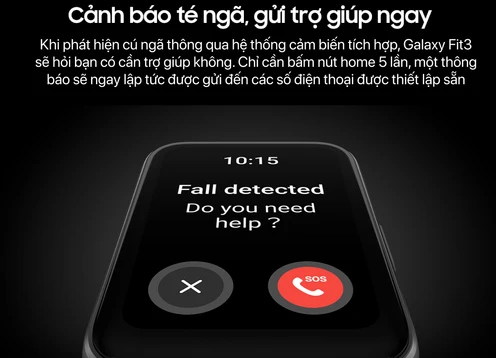 Cảnh báo té ngã, gửi trợ giúp ngay
Khi phát hiện cú ngã thông qua hệ thống cảm biến tích hợp, Galaxy Fit3
sẽ hỏi bạn có cần trợ giúp không. Chỉ cần bấm nút home 5 lần, một thông
báo sẽ ngay lập tức được gửi đến các số điện thoại được thiết lập sẵn
10:15
Fall detected
Do you need
help ?
SOS